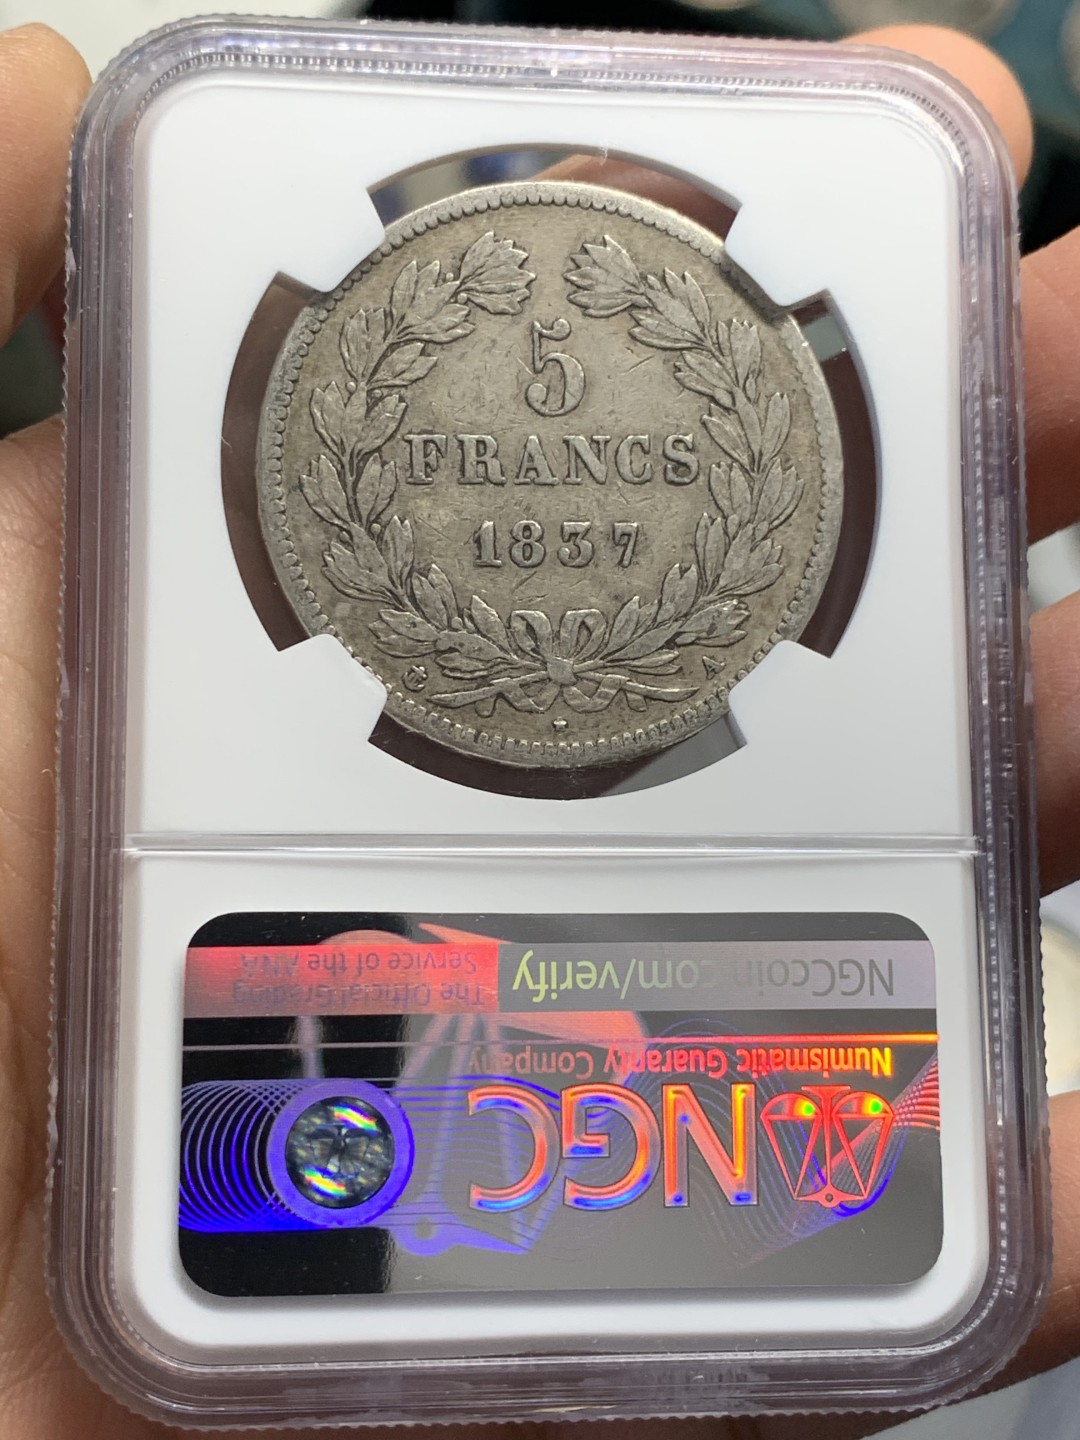 5
FRANCS
1837
A
NGCcoin.com/verify
The Official Grading
Service of the ANA
Numismatic Guaranty Company
NGC